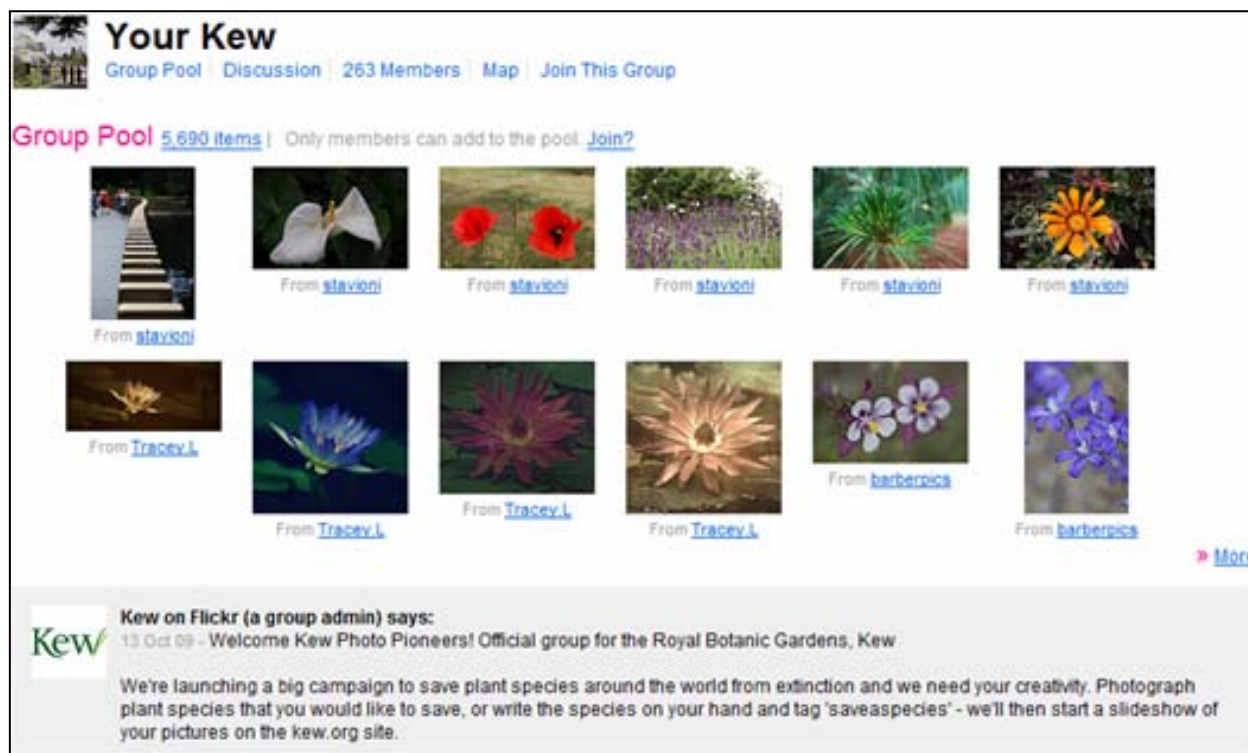 Your Kew
Group Pool Discussion 263 Members Map Join This Group
Group Pool 5,690 items | Only members can add to the pool. Join?
From stavioni
From stavioni
From stavioni
From stavioni
From stavioni
From stavioni
From Tracey.L
From Tracey.L
From Tracey.L
From Tracey.L
From barberpics
From barberpics
» More
Kew
Kew on Flickr (a group admin) says:
13 Oct 09 - Welcome Kew Photo Pioneers! Official group for the Royal Botanic Gardens, Kew
We're launching a big campaign to save plant species around the world from extinction and we need your creativity. Photograph
plant species that you would like to save, or write the species on your hand and tag 'saveaspecies' - we'll then start a slideshow of
your pictures on the kew.org site.